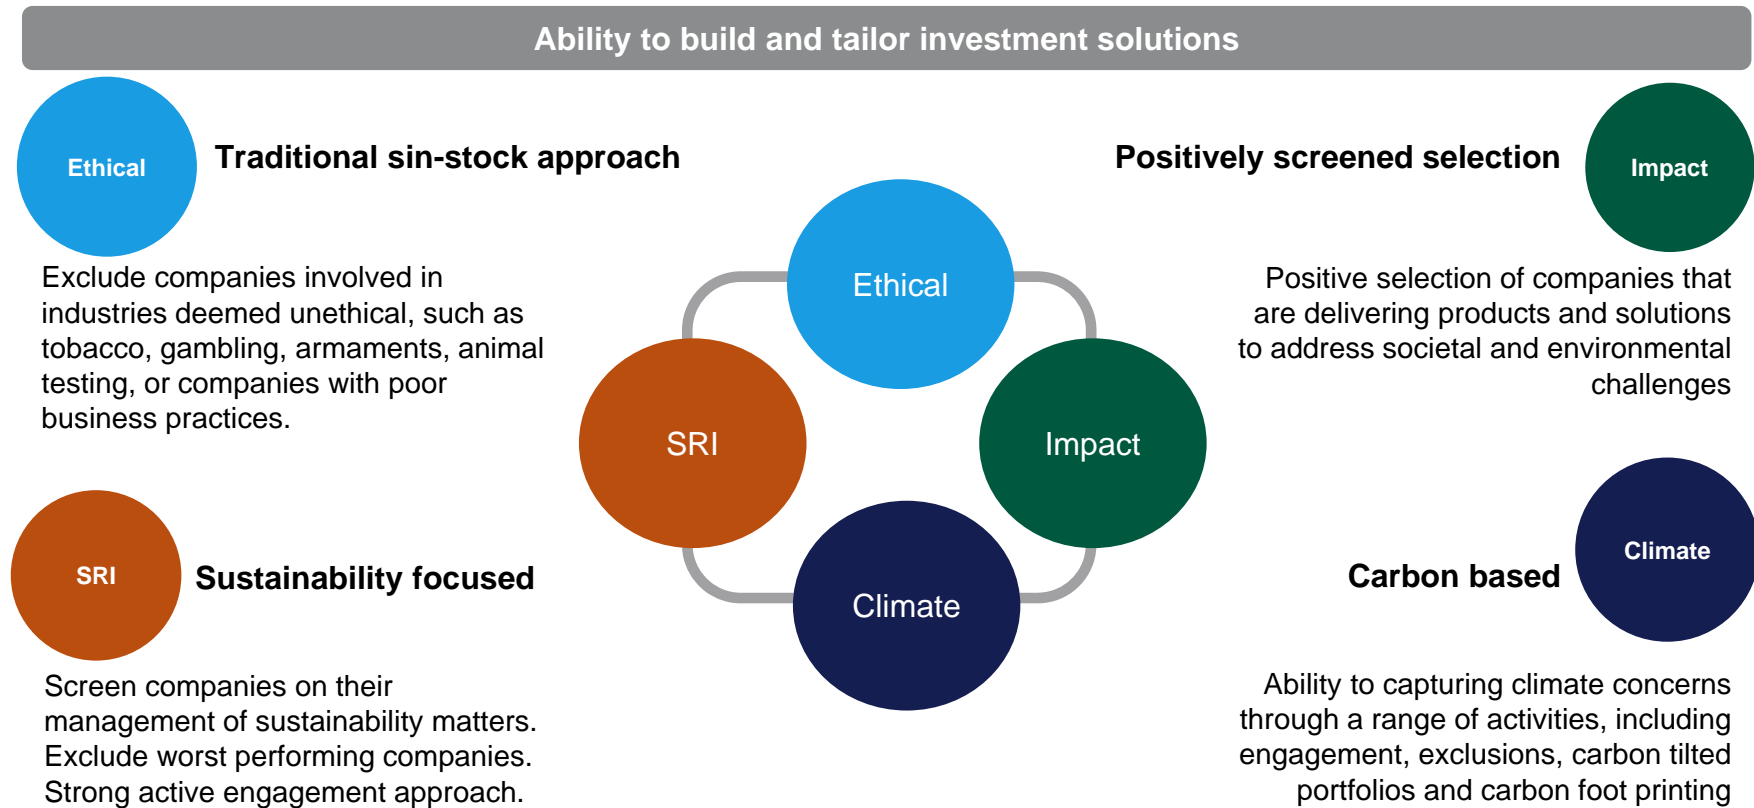 Ability to build and tailor investment solutions
Ethical
Traditional sin-stock approach
Exclude companies involved in
industries deemed unethical, such as
tobacco, gambling, armaments, animal
testing, or companies with poor
business practices.
Positively screened selection
Impact
Positive selection of companies that
are delivering products and solutions
to address societal and environmental
challenges
Ethical
SRI
Impact
Climate
SRI
Sustainability focused
Screen companies on their
management of sustainability matters.
Exclude worst performing companies.
Strong active engagement approach.
Carbon based
Climate
Ability to capturing climate concerns
through a range of activities, including
engagement, exclusions, carbon tilted
portfolios and carbon foot printing